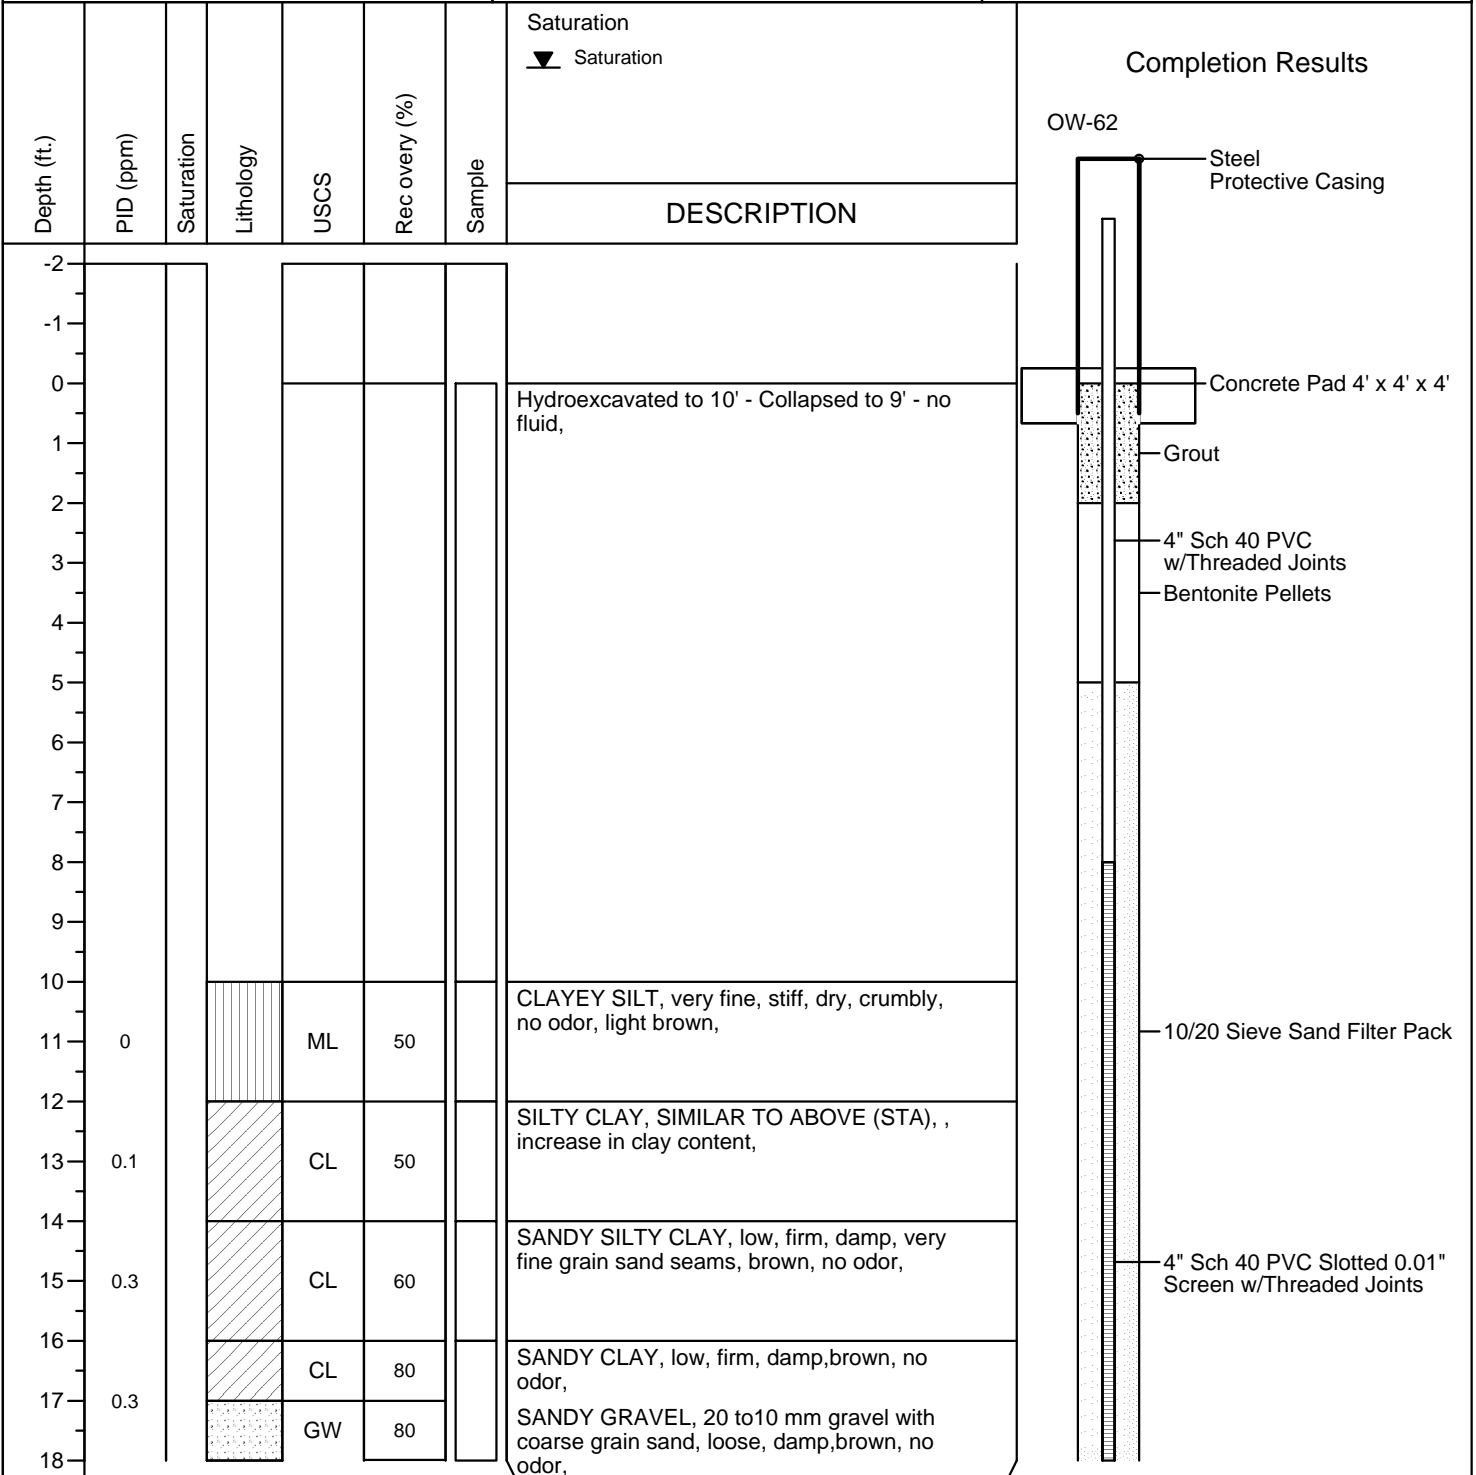 Saturation
Saturation
Completion Results
Depth (ft.)
PID (ppm)
Saturation
Lithology
USCS
Rec overy (%)
Sample
DESCRIPTION
OW-62
Steel
Protective Casing
-2
-1
0
Hydroexcavated to 10' - Collapsed to 9' - no
fluid,
Concrete Pad 4' x 4' x 4'
1
Grout
2
4" Sch 40 PVC
w/Threaded Joints
3
Bentonite Pellets
4
5
6
7
8
9
10
CLAYEY SILT, very fine, stiff, dry, crumbly,
no odor, light brown,
11 0 ML 50
10/20 Sieve Sand Filter Pack
12
SILTY CLAY, SIMILAR TO ABOVE (STA), ,
increase in clay content,
13 0.1 CL 50
14
SANDY SILTY CLAY, low, firm, damp, very
fine grain sand seams, brown, no odor,
15 0.3 CL 60
4" Sch 40 PVC Slotted 0.01"
Screen w/Threaded Joints
16
SANDY CLAY, low, firm, damp,brown, no
odor,
CL 80
17 0.3
SANDY GRAVEL, 20 to10 mm gravel with
coarse grain sand, loose, damp,brown, no
odor,
GW 80
18